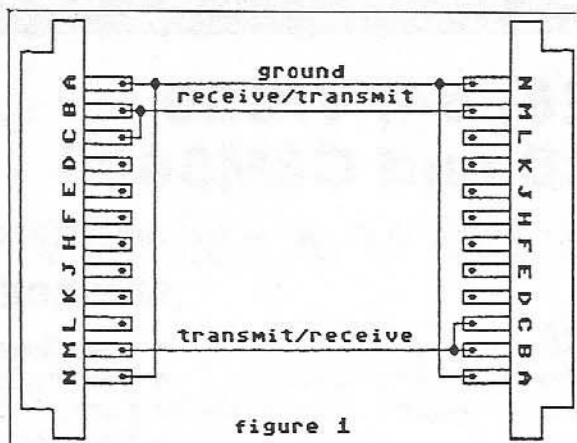 ground
A N
receive/transmit
B M
C L
D K
E J
F H
H F
J E
K D
L C
transmit/receive
M B
N A
figure 1